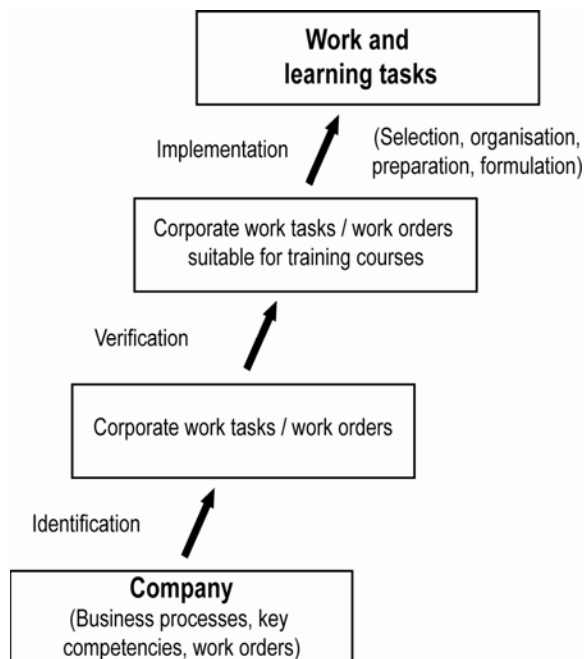 Work and
learning tasks
Implementation
(Selection, organisation,
preparation, formulation)
Corporate work tasks / work orders
suitable for training courses
Verification
Corporate work tasks / work orders
Identification
Company
(Business processes, key
competencies, work orders)